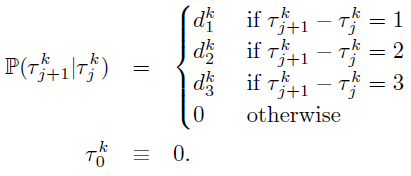 ℙ(τ^k_{j+1}|τ^k_j) = { d^k_1 if τ^k_{j+1} − τ^k_j = 1
d^k_2 if τ^k_{j+1} − τ^k_j = 2
d^k_3 if τ^k_{j+1} − τ^k_j = 3
0 otherwise
τ^k_0 ≡ 0.